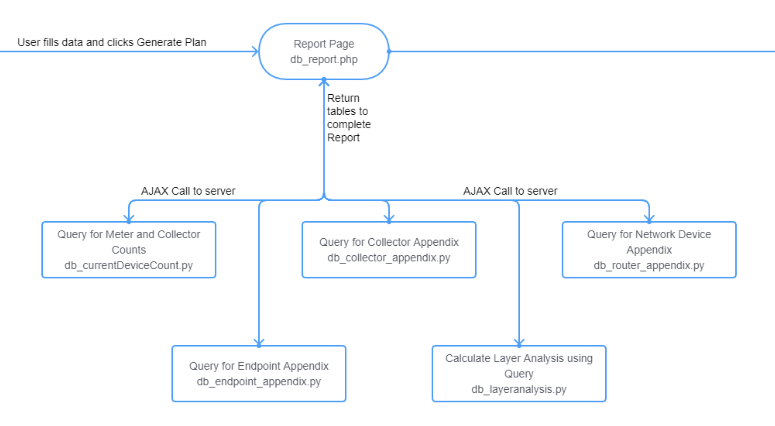 User fills data and clicks Generate Plan
Report Page
db_report.php
Return
tables to
complete
Report
AJAX Call to server
AJAX Call to server
Query for Meter and Collector
Counts
db_currentDeviceCount.py
Query for Collector Appendix
db_collector_appendix.py
Query for Network Device
Appendix
db_router_appendix.py
Query for Endpoint Appendix
db_endpoint_appendix.py
Calculate Layer Analysis using
Query
db_layeranalysis.py